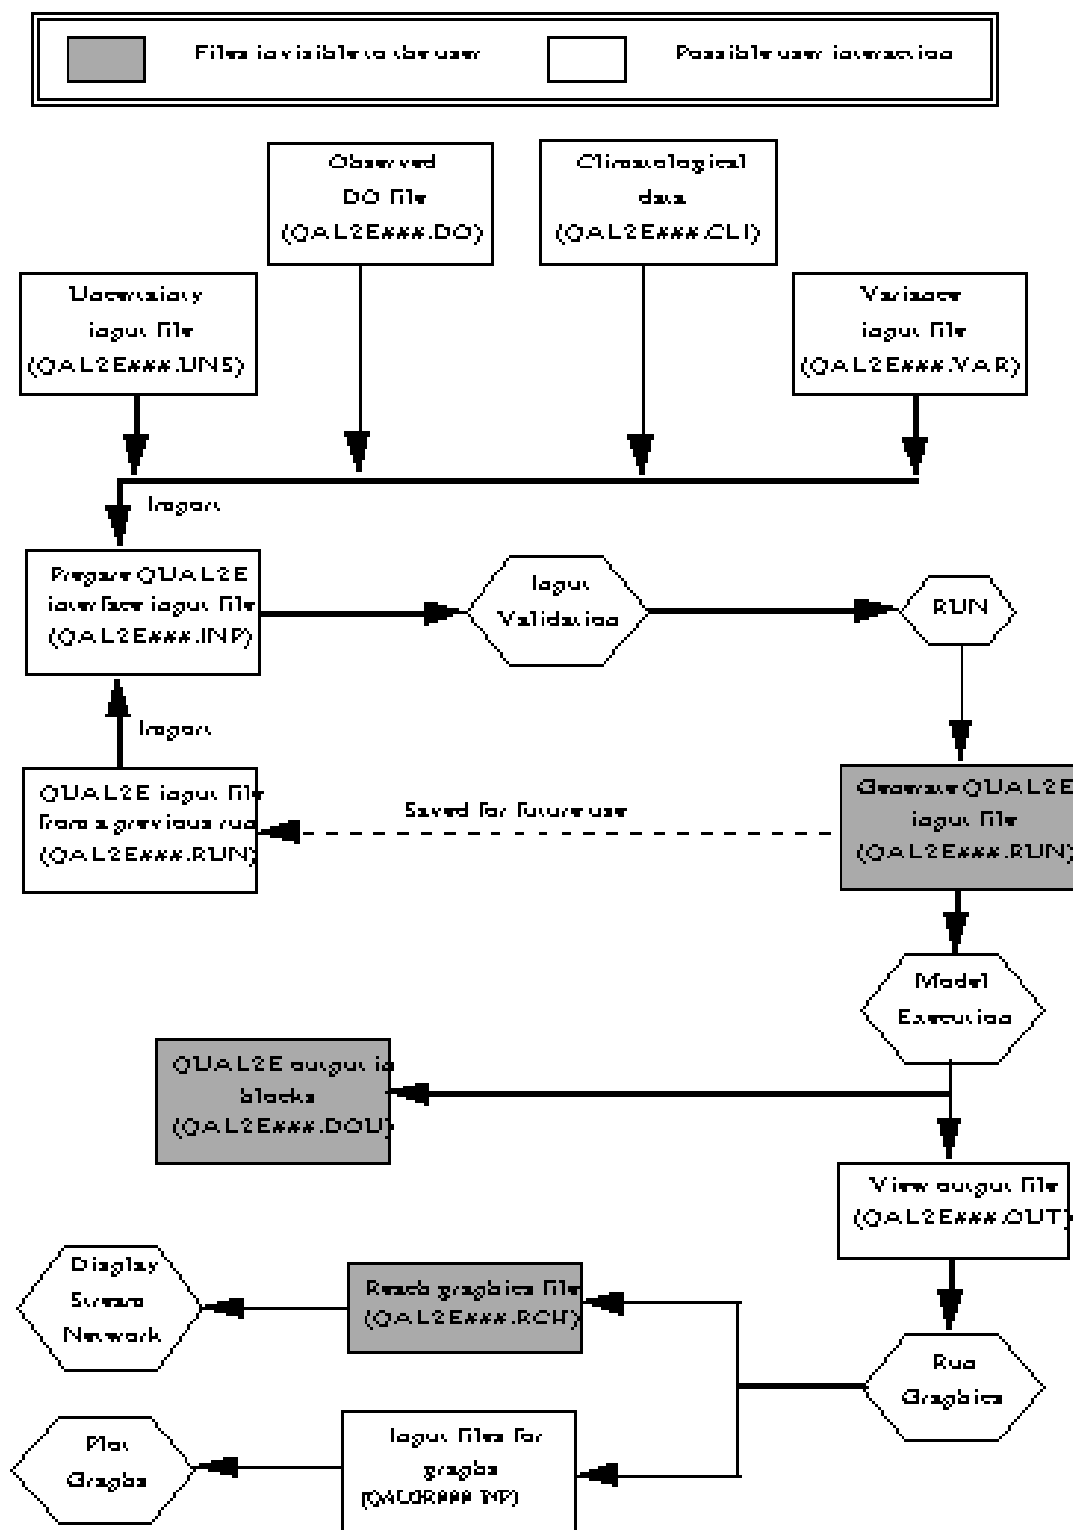 Files invisible to the user
Possible user interaction
Observed
DO file
(QAL2E###.DO)
Climatological
data
(QAL2E###.CLI)
Uncertainty
input file
(QAL2E###.UNS)
Variance
input file
(QAL2E###.VAR)
Import
Prepare QUAL2E
interface input file
(QAL2E###.INP)
Input
Validation
RUN
Import
QUAL2E input file
from a previous run
(QAL2E###.RUN)
Saved for future use
Generate QUAL2E
input file
(QAL2E###.RUN)
Model
Execution
QUAL2E output in
blocks
(QAL2E###.DOU)
View output file
(QAL2E###.OUT)
Display
Stream
Network
Reach graphics file
(QAL2E###.RCH)
Run
Graphics
Plot
Graphs
Input files for
graphs
(QALGR###.INP)